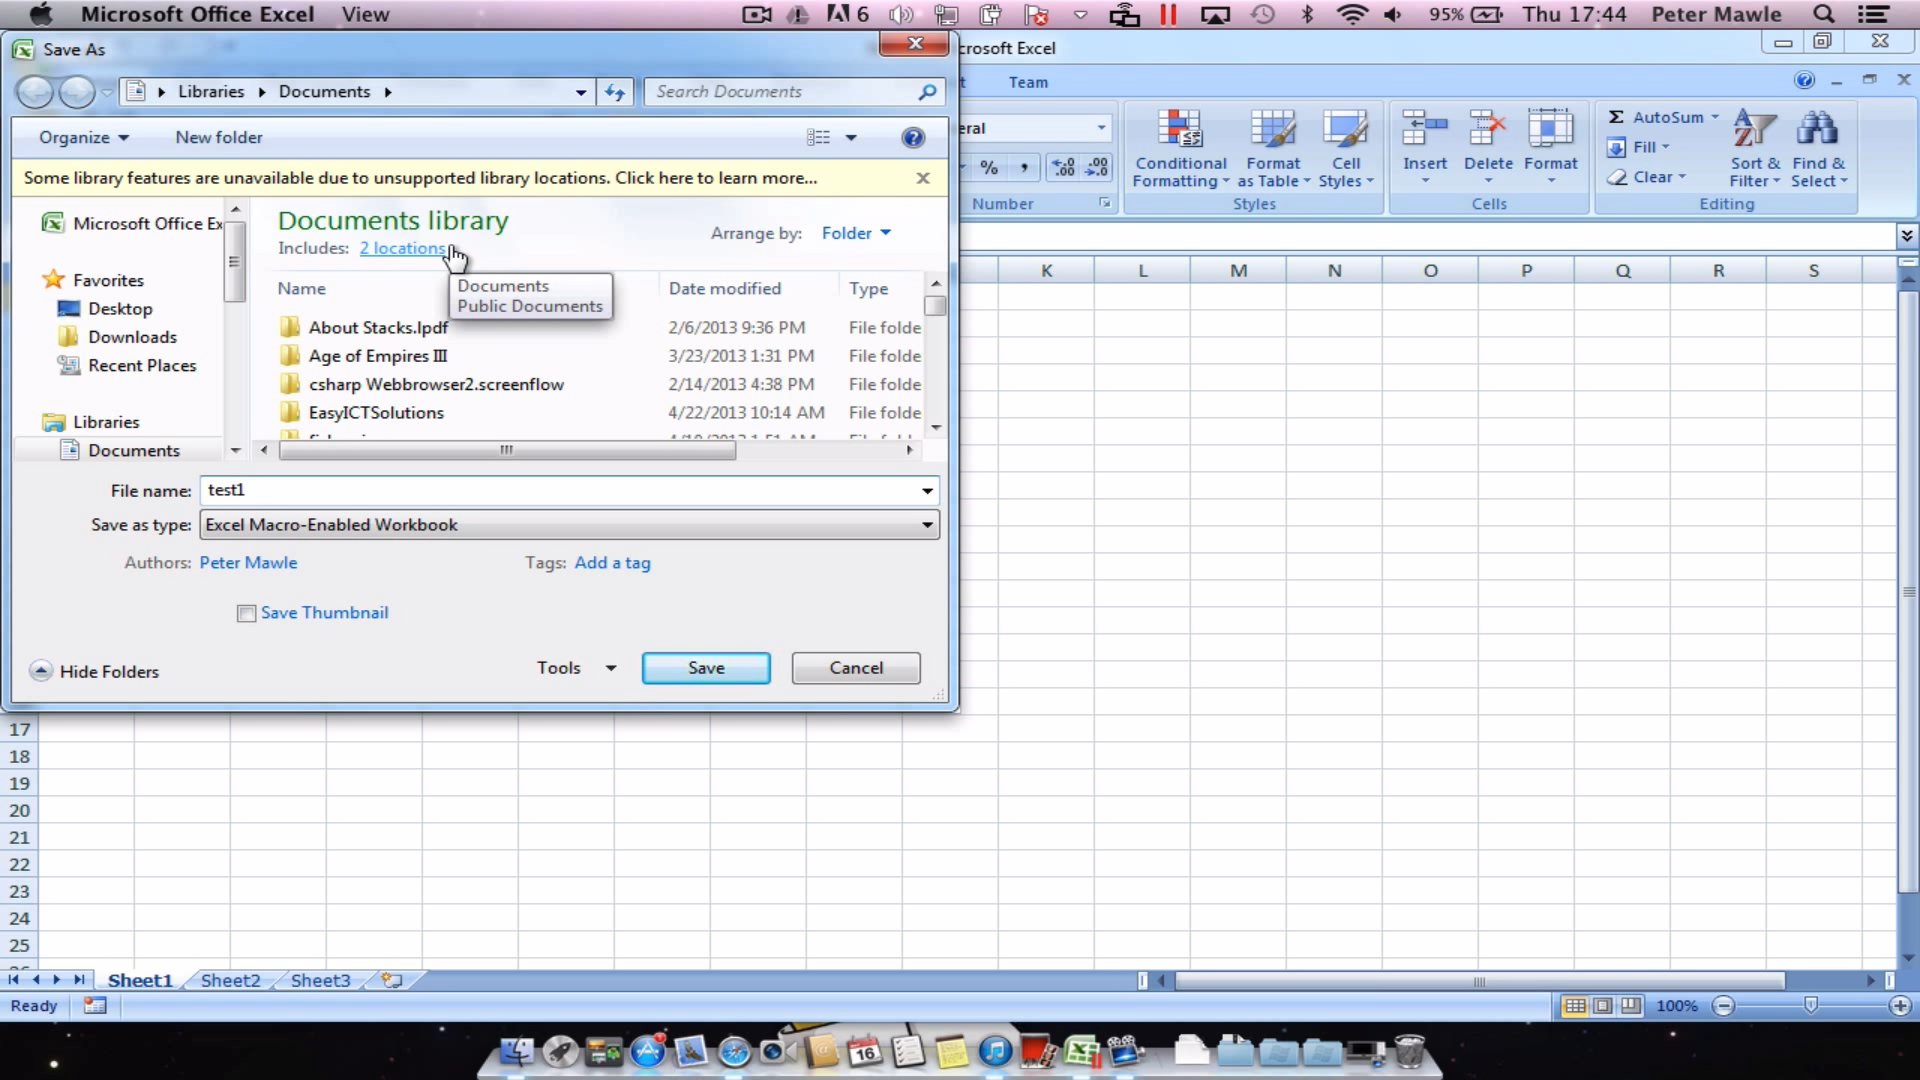 Microsoft Office Excel View
6 95% Thu 17:44 Peter Mawle
Save As
crosoft Excel
Libraries Documents
Search Documents
Team
Organize New folder
eral
% ,
Conditional Formatting
Format as Table
Cell Styles
Insert Delete Format
Σ AutoSum
Fill
Clear
Sort & Filter
Find & Select
Number Styles Cells Editing
Some library features are unavailable due to unsupported library locations. Click here to learn more...
Microsoft Office Ex
Favorites
Desktop
Downloads
Recent Places
Libraries
Documents
Documents library
Includes: 2 locations
Arrange by: Folder
Documents
Public Documents
Name Date modified Type
About Stacks.lpdf 2/6/2013 9:36 PM File folde
Age of Empires III 3/23/2013 1:31 PM File folde
csharp Webbrowser2.screenflow 2/14/2013 4:38 PM File folde
EasyICTSolutions 4/22/2013 10:14 AM File folde
File name: test1
Save as type: Excel Macro-Enabled Workbook
Authors: Peter Mawle Tags: Add a tag
Save Thumbnail
Hide Folders Tools Save Cancel
K L M N O P Q R S
17
18
19
20
21
22
23
24
25
Sheet1 Sheet2 Sheet3
Ready 100%
16